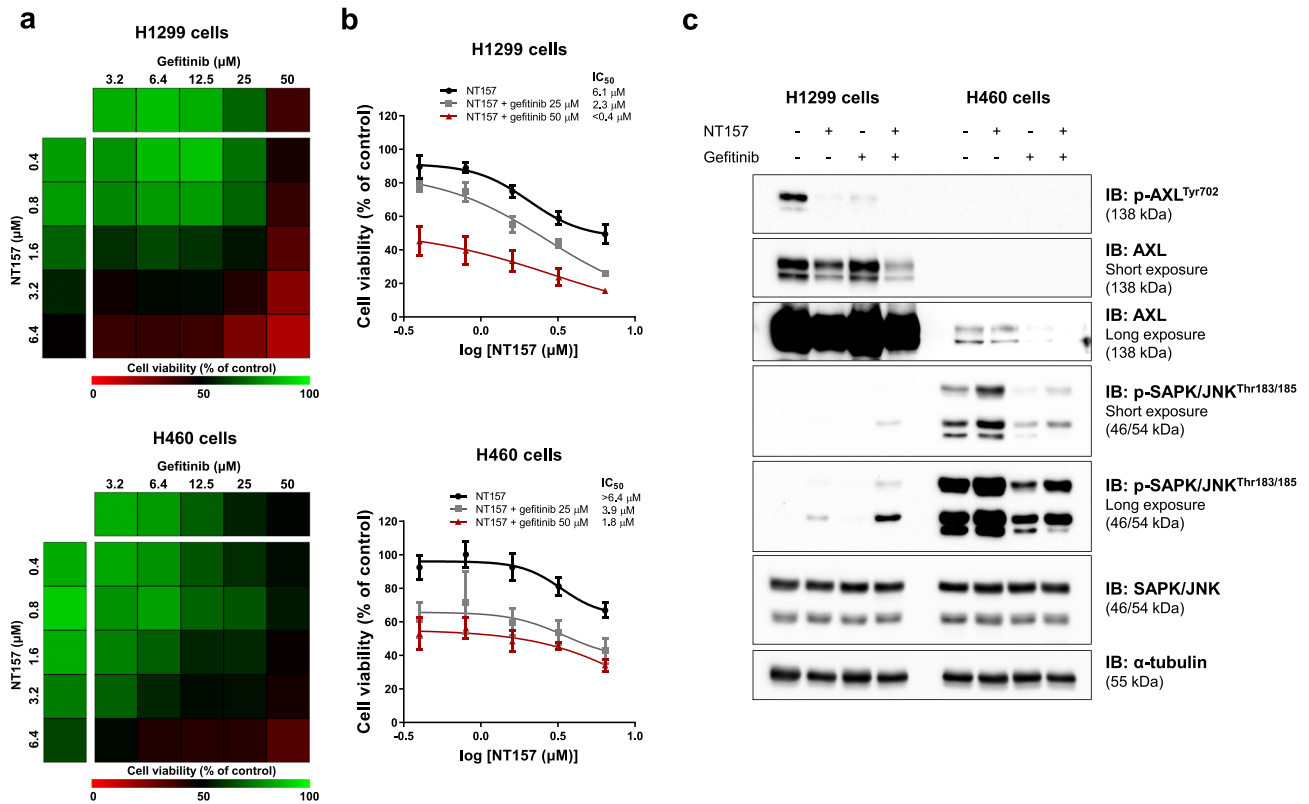 a
H1299 cells
Gefitinib (µM)
3.2 6.4 12.5 25 50
NT157 (µM)
0.4
0.8
1.6
3.2
6.4
Cell viability (% of control)
0 50 100
H460 cells
Gefitinib (µM)
3.2 6.4 12.5 25 50
NT157 (µM)
0.4
0.8
1.6
3.2
6.4
Cell viability (% of control)
0 50 100
b
H1299 cells
IC50
NT157 6.1 µM
NT157 + gefitinib 25 µM 2.3 µM
NT157 + gefitinib 50 µM <0.4 µM
Cell viability (% of control)
120
100
80
60
40
20
0
-0.5 0.0 0.5 1.0
log [NT157 (µM)]
H460 cells
IC50
NT157 >6.4 µM
NT157 + gefitinib 25 µM 3.9 µM
NT157 + gefitinib 50 µM 1.8 µM
Cell viability (% of control)
120
100
80
60
40
20
0
-0.5 0.0 0.5 1.0
log [NT157 (µM)]
c
H1299 cells H460 cells
NT157 - + - + - + - +
Gefitinib - - + + - - + +
IB: p-AXLTyr702
(138 kDa)
IB: AXL
Short exposure
(138 kDa)
IB: AXL
Long exposure
(138 kDa)
IB: p-SAPK/JNKThr183/185
Short exposure
(46/54 kDa)
IB: p-SAPK/JNKThr183/185
Long exposure
(46/54 kDa)
IB: SAPK/JNK
(46/54 kDa)
IB: α-tubulin
(55 kDa)